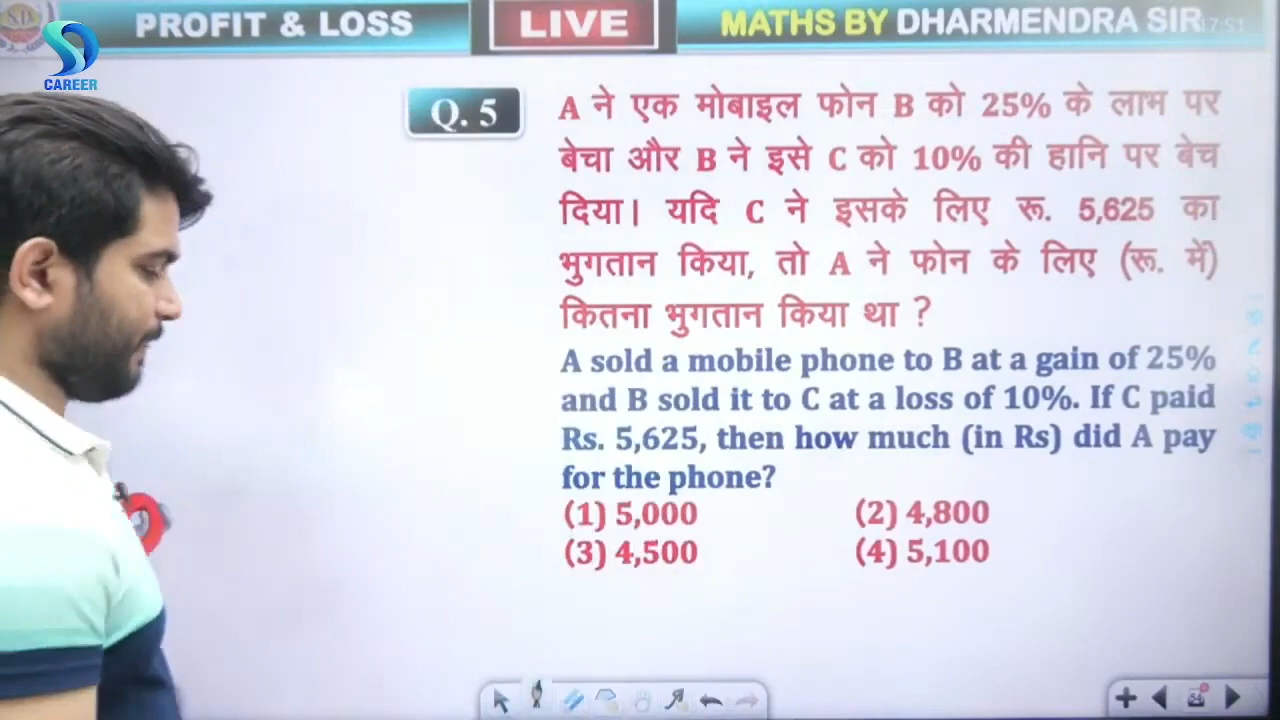 PROFIT & LOSS
LIVE
MATHS BY DHARMENDRA SIR
17:51
CAREER
Q. 5
A ने एक मोबाइल फोन B को 25% के लाभ पर
बेचा और B ने इसे C को 10% की हानि पर बेच
दिया। यदि C ने इसके लिए रू. 5,625 का
भुगतान किया, तो A ने फोन के लिए (रू. में)
कितना भुगतान किया था ?
A sold a mobile phone to B at a gain of 25%
and B sold it to C at a loss of 10%. If C paid
Rs. 5,625, then how much (in Rs) did A pay
for the phone?
(1) 5,000 (2) 4,800
(3) 4,500 (4) 5,100